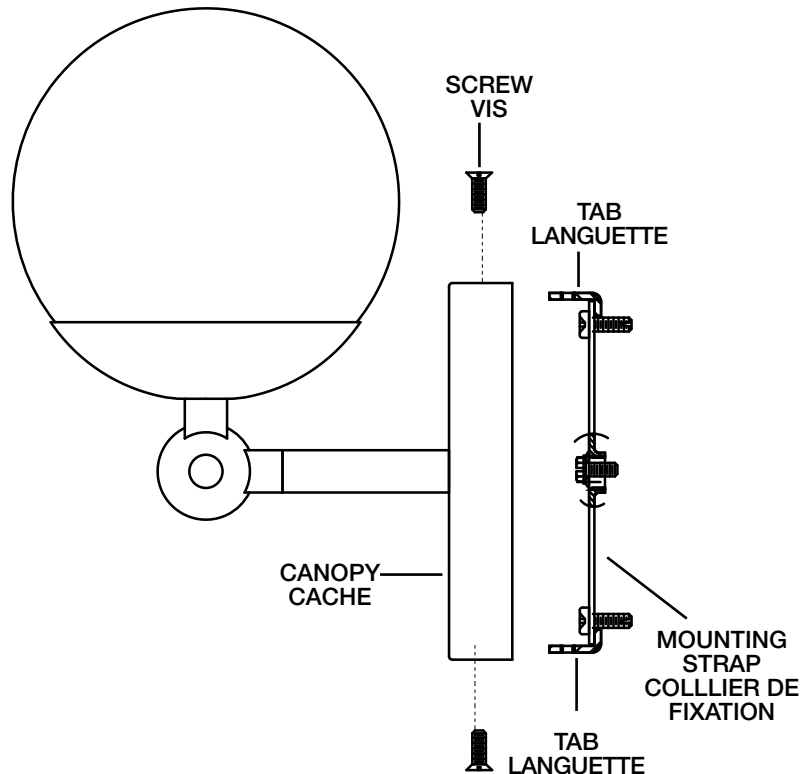 SCREW
VIS
TAB
LANGUETTE
CANOPY
CACHE
MOUNTING
STRAP
COLLLIER DE
FIXATION
TAB
LANGUETTE